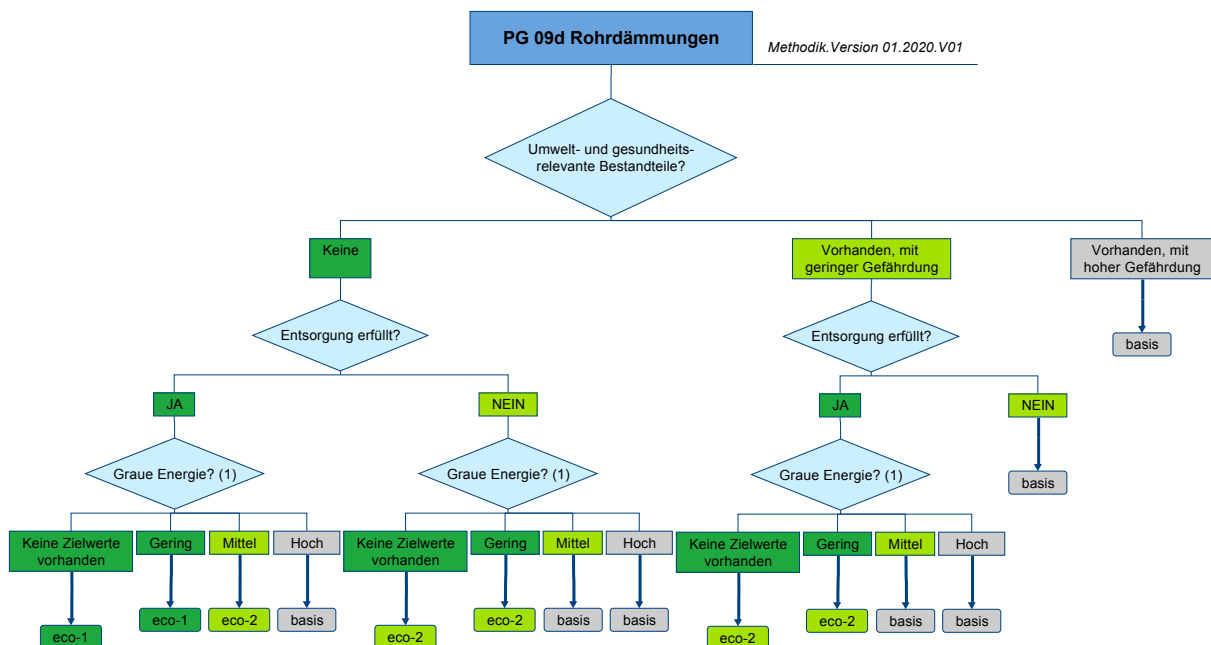 PG 09d Rohrdämmungen
Methodik.Version 01.2020.V01
Umwelt- und gesundheits-
relevante Bestandteile?
Keine
Vorhanden, mit
geringer Gefährdung
Vorhanden, mit
hoher Gefährdung
Entsorgung erfüllt?
Entsorgung erfüllt?
basis
JA
NEIN
JA
NEIN
Graue Energie? (1)
Graue Energie? (1)
Graue Energie? (1)
basis
Keine Zielwerte
vorhanden
Gering
Mittel
Hoch
Keine Zielwerte
vorhanden
Gering
Mittel
Hoch
Keine Zielwerte
vorhanden
Gering
Mittel
Hoch
eco-1
eco-1
eco-2
basis
eco-2
eco-2
basis
basis
eco-2
eco-2
basis
basis